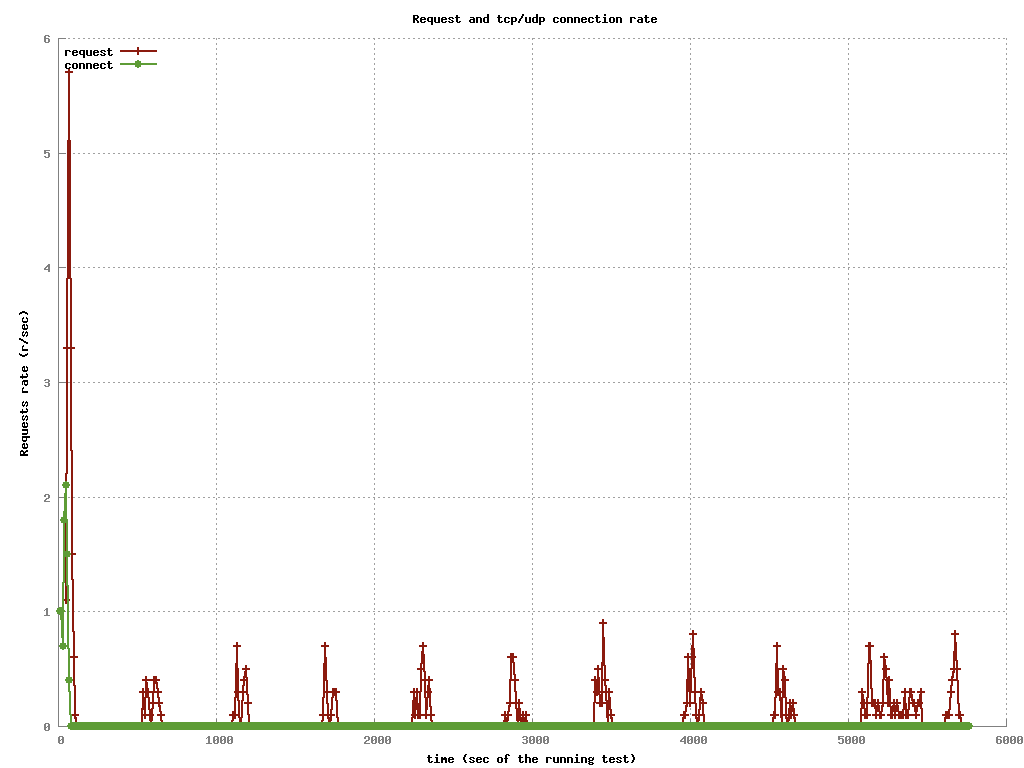 Request and tcp/udp connection rate
6
request
connect
5
4
Requests rate (r/sec)
3
2
1
0
0 1000 2000 3000 4000 5000 6000
time (sec of the running test)